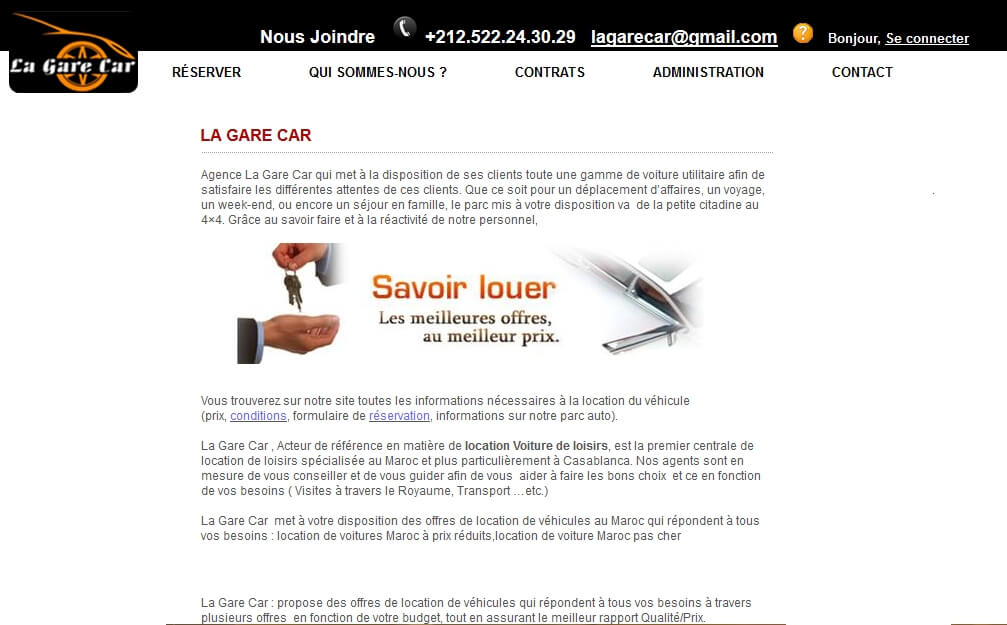 Nous Joindre +212.522.24.30.29 lagarecar@gmail.com ? Bonjour, Se connecter
La Gare Car
RÉSERVER QUI SOMMES-NOUS ? CONTRATS ADMINISTRATION CONTACT
LA GARE CAR
Agence La Gare Car qui met à la disposition de ses clients toute une gamme de voiture utilitaire afin de
satisfaire les différentes attentes de ces clients. Que ce soit pour un déplacement d'affaires, un voyage,
un week-end, ou encore un séjour en famille, le parc mis à votre disposition va  de la petite citadine au
4×4. Grâce au savoir faire et à la réactivité de notre personnel,
.
Savoir louer
Les meilleures offres,
au meilleur prix.
Vous trouverez sur notre site toutes les informations nécessaires à la location du véhicule
(prix, conditions, formulaire de réservation, informations sur notre parc auto).
La Gare Car , Acteur de référence en matière de location Voiture de loisirs, est la premier centrale de
location de loisirs spécialisée au Maroc et plus particulièrement à Casablanca. Nos agents sont en
mesure de vous conseiller et de vous guider afin de vous  aider à faire les bons choix  et ce en fonction
de vos besoins ( Visites à travers le Royaume, Transport …etc.)
La Gare Car  met à votre disposition des offres de location de véhicules au Maroc qui répondent à tous
vos besoins : location de voitures Maroc à prix réduits,location de voiture Maroc pas cher
La Gare Car : propose des offres de location de véhicules qui répondent à tous vos besoins à travers
plusieurs offres  en fonction de votre budget, tout en assurant le meilleur rapport Qualité/Prix.